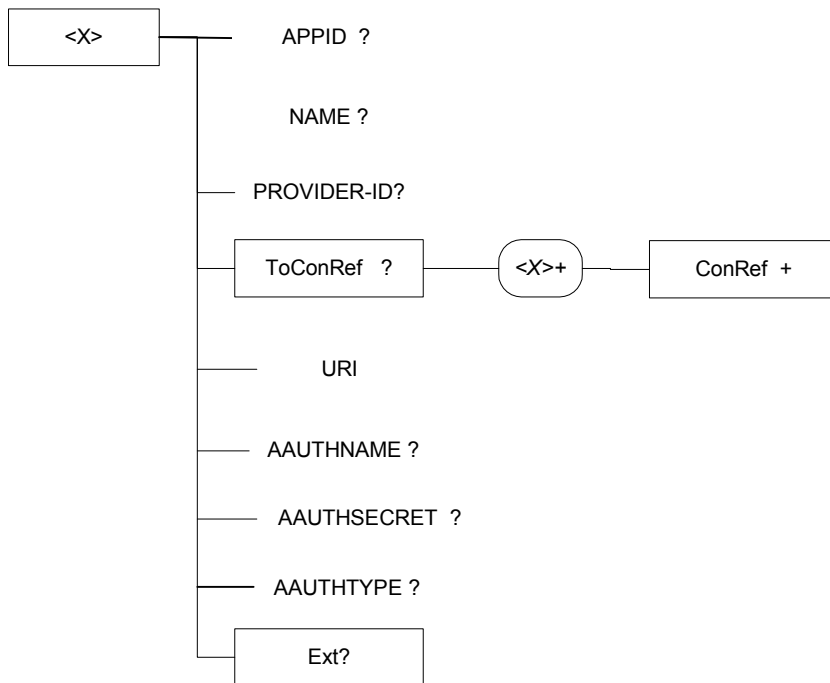 <X>
APPID ?
NAME ?
PROVIDER-ID?
ToConRef ?
<X>+
ConRef +
URI
AAUTHNAME ?
AAUTHSECRET ?
AAUTHTYPE ?
Ext?